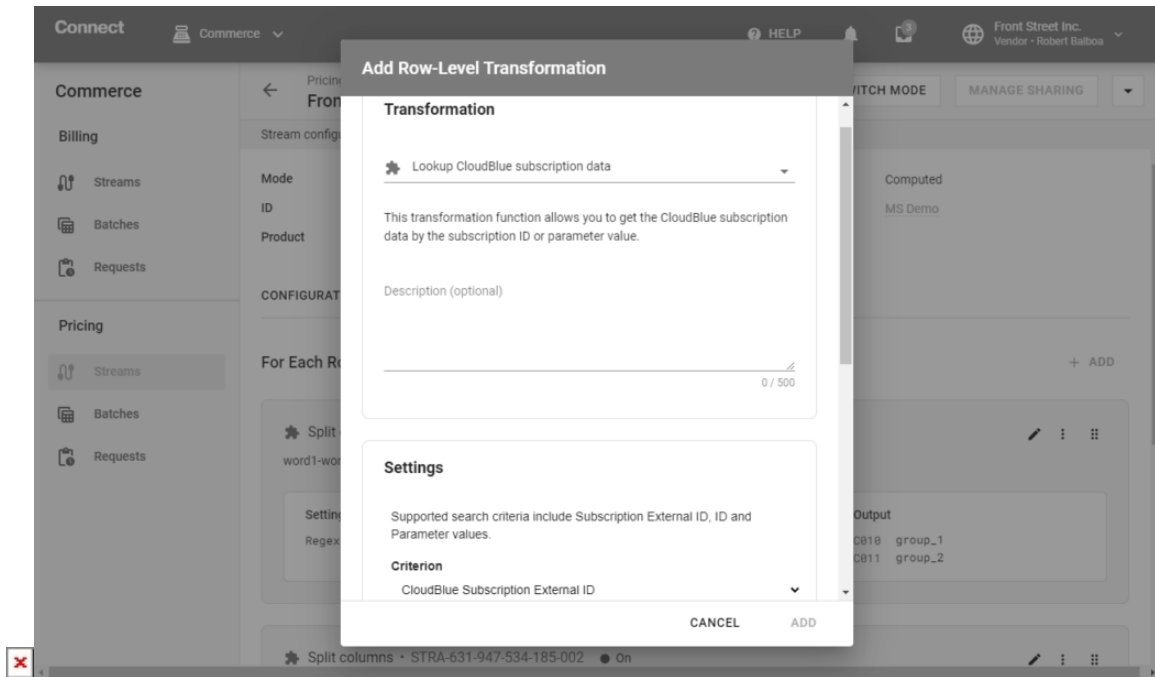 Connect
Commerce
HELP
3
Front Street Inc.
Vendor • Robert Balboa
Add Row-Level Transformation
Commerce
Pricing
Fron
ITCH MODE
MANAGE SHARING
Billing
Stream config
Streams
Batches
Requests
Mode
Computed
ID
MS Demo
Product
CONFIGURAT
Pricing
Streams
Batches
Requests
For Each Ro
+ ADD
Split
word1-wor
Setting
Regex
Output
C010 group_1
C011 group_2
Transformation
Lookup CloudBlue subscription data
This transformation function allows you to get the CloudBlue subscription
data by the subscription ID or parameter value.
Description (optional)
0 / 500
Settings
Supported search criteria include Subscription External ID, ID and
Parameter values.
Criterion
CloudBlue Subscription External ID
CANCEL
ADD
Split columns • STRA-631-947-534-185-002 ● On